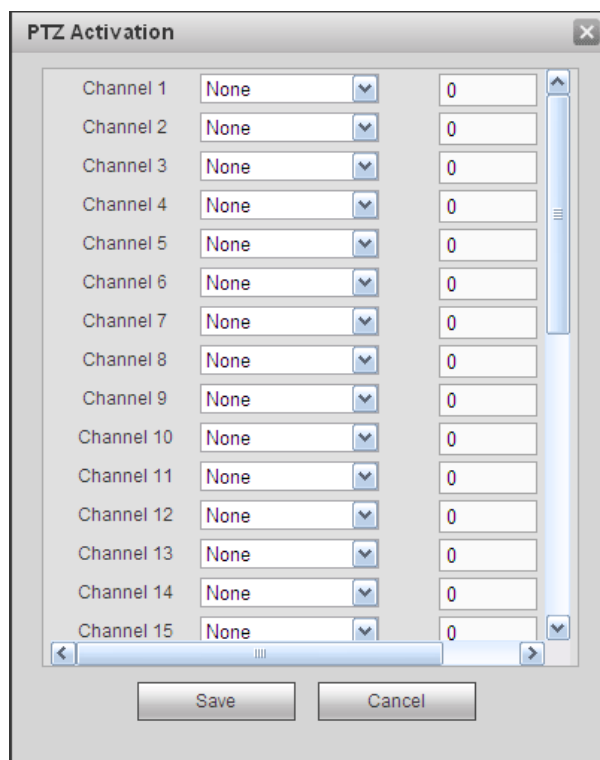 PTZ Activation
Channel 1 None 0
Channel 2 None 0
Channel 3 None 0
Channel 4 None 0
Channel 5 None 0
Channel 6 None 0
Channel 7 None 0
Channel 8 None 0
Channel 9 None 0
Channel 10 None 0
Channel 11 None 0
Channel 12 None 0
Channel 13 None 0
Channel 14 None 0
Channel 15 None 0
Save Cancel